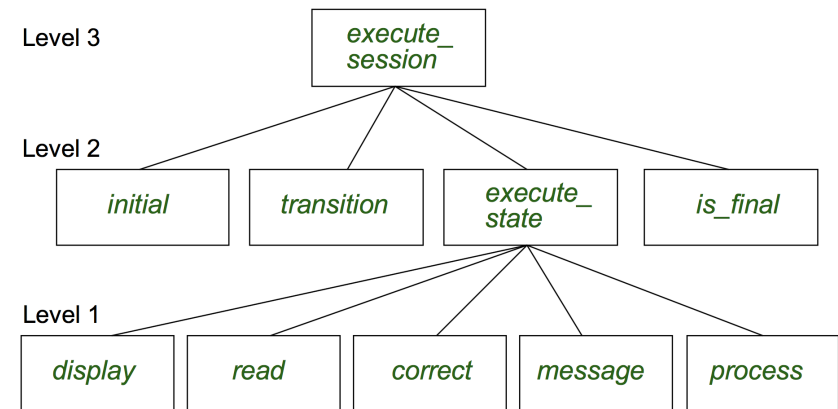 Level 3
execute_
session
Level 2
initial
transition
execute_
state
is_final
Level 1
display
read
correct
message
process